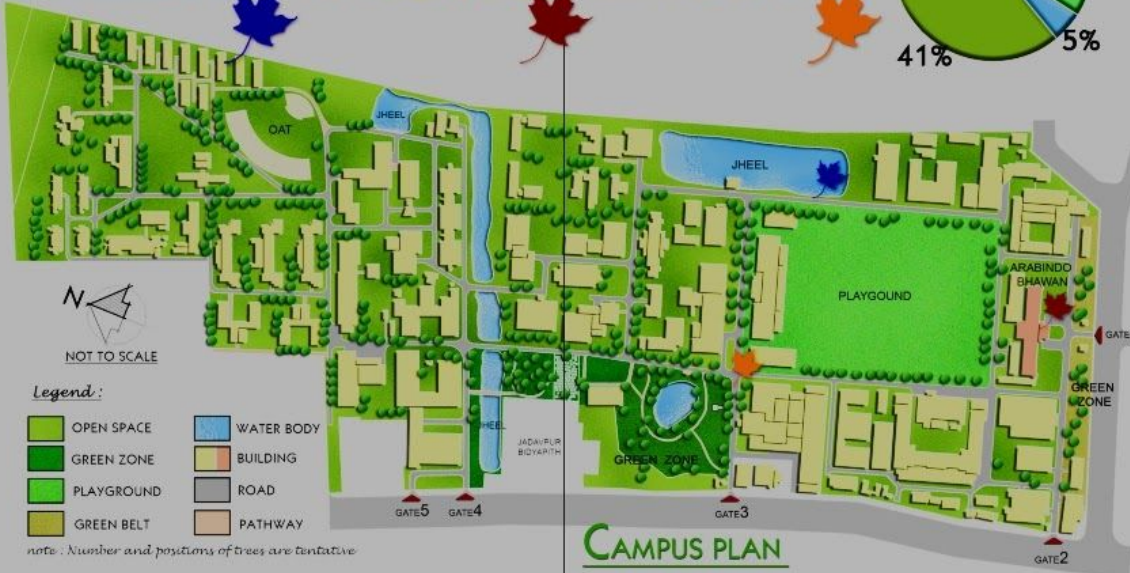 41%
5%
JHEEL
OAT
JHEEL
ARABINDO
BHAWAN
PLAYGOUND
N
NOT TO SCALE
GATE
GREEN
ZONE
Legend :
OPEN SPACE
WATER BODY
GREEN ZONE
BUILDING
PLAYGROUND
ROAD
GREEN BELT
PATHWAY
note : Number and positions of trees are tentative
JHEEL
JADAVPUR
BIDYAPITH
GREEN ZONE
GATE5
GATE4
GATE3
GATE2
CAMPUS PLAN